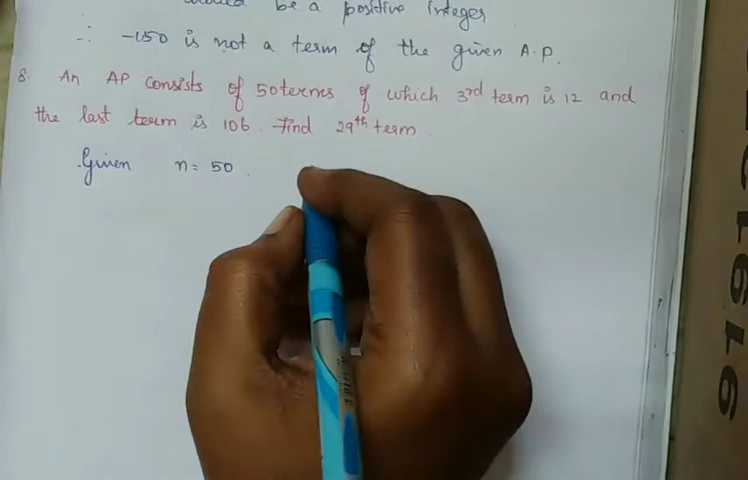 be a positive integer
∴ -150 is not a term of the given A.P.
8. An AP consists of 50 terms of which 3rd term is 12 and
the last term is 106. Find 29th term.
Given n = 50
9191